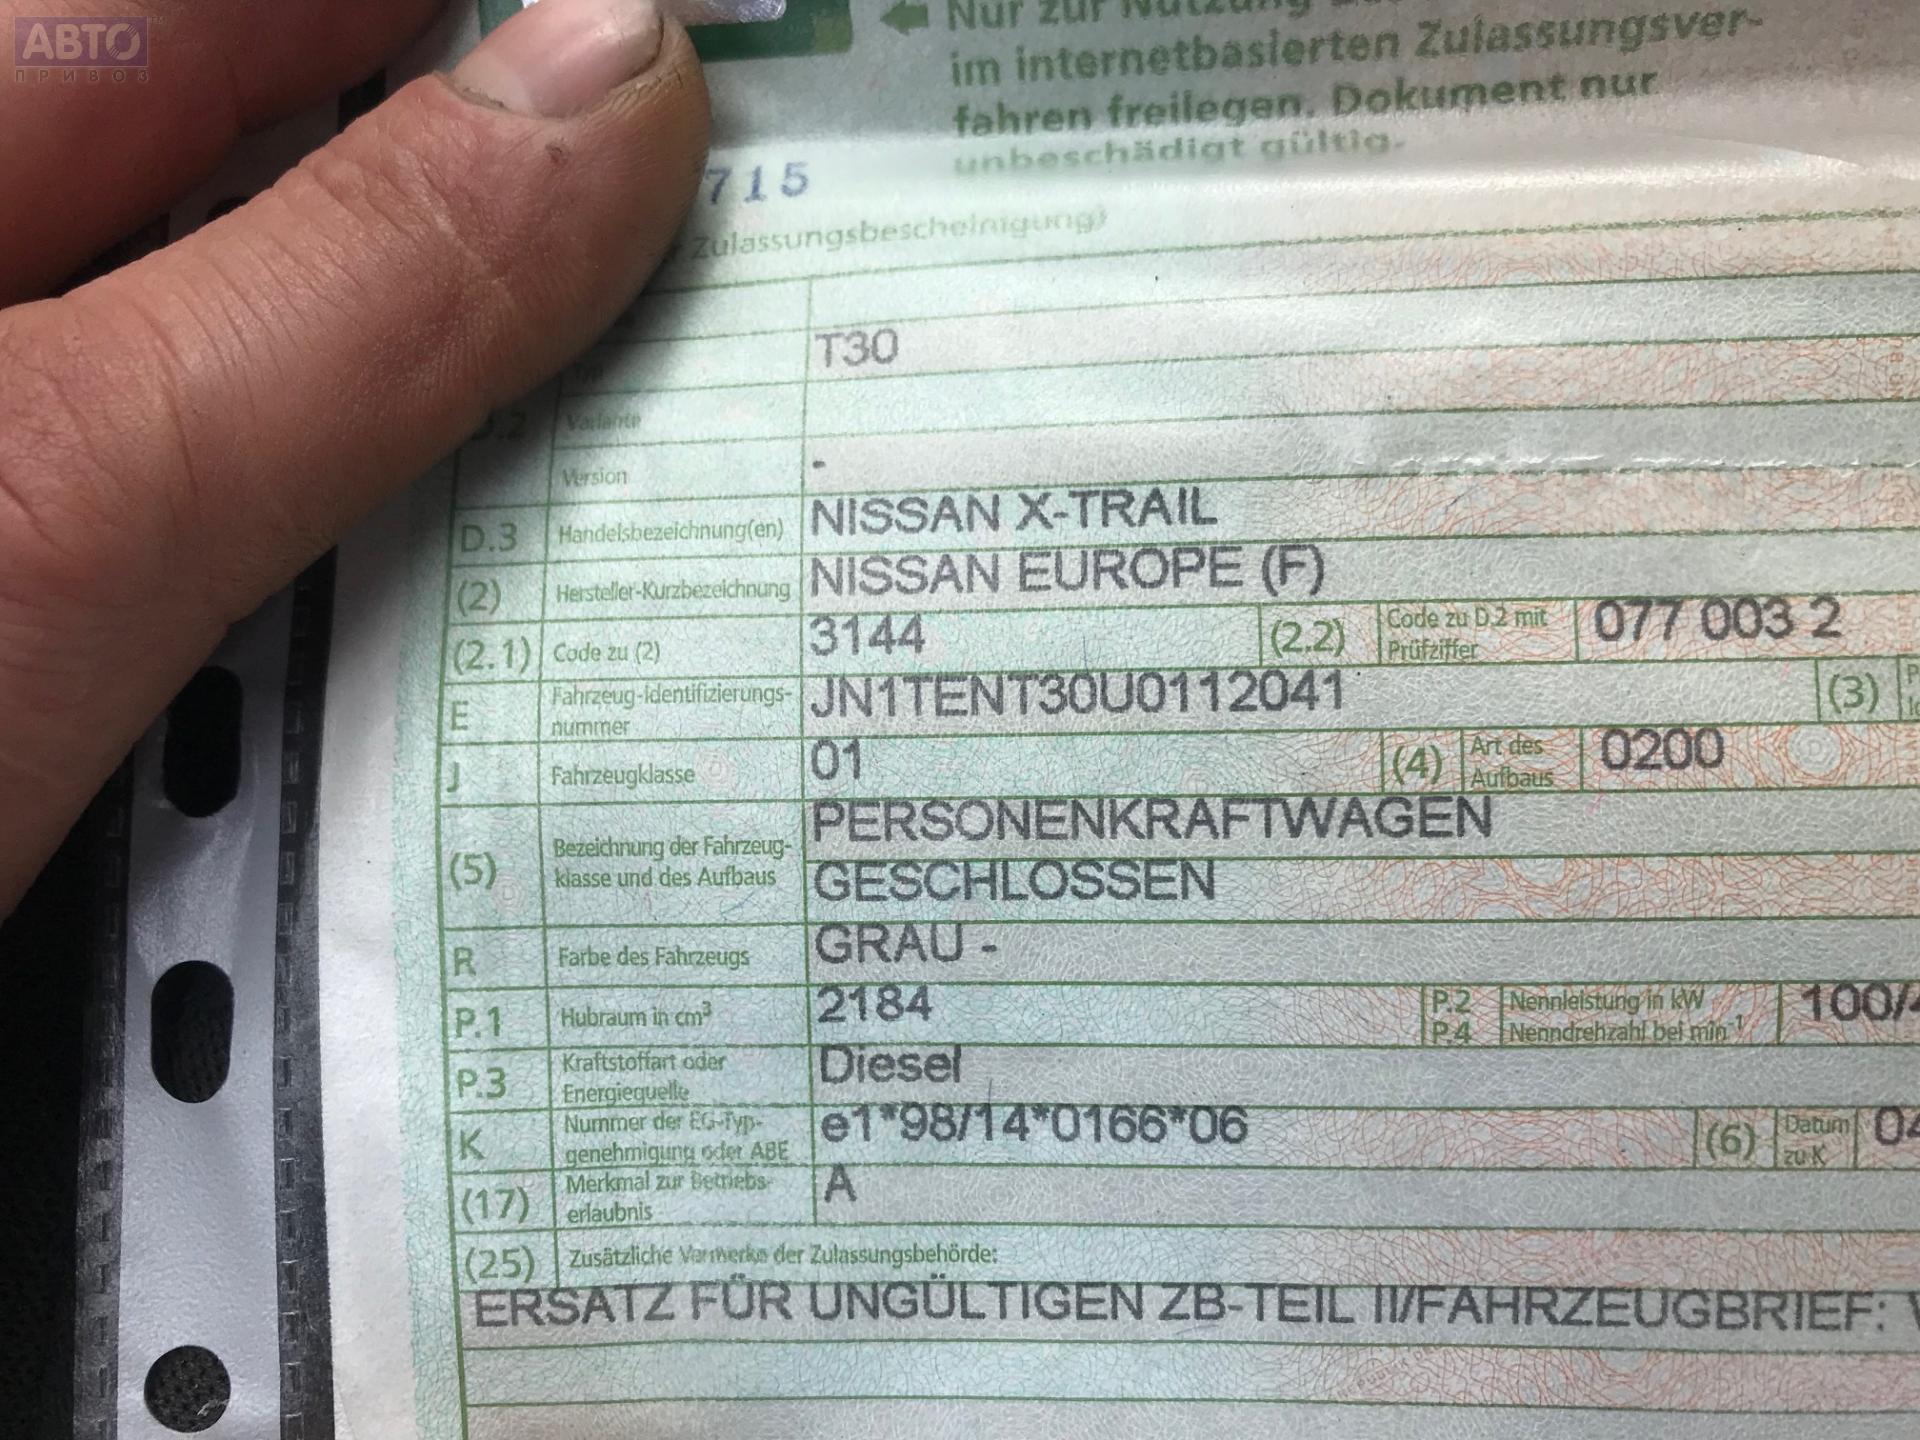 АВТО
ПРИВОЗ
Nur zur Nutzung
im internetbasierten Zulassungsver-
fahren freilegen. Dokument nur
unbeschädigt gültig.
715
Zulassungsbescheinigung)
T30
D.2 Variante
Version -
D.3 Handelsbezeichnung(en) NISSAN X-TRAIL
(2) Hersteller-Kurzbezeichnung NISSAN EUROPE (F)
(2.1) Code zu (2) 3144 (2.2) Code zu D.2 mit Prüfziffer 077 003 2
E Fahrzeug-Identifizierungs-
nummer JN1TENT30U0112041 (3)
J Fahrzeugklasse 01 (4) Art des Aufbaus 0200
(5) Bezeichnung der Fahrzeug-
klasse und des Aufbaus PERSONENKRAFTWAGEN
GESCHLOSSEN
R Farbe des Fahrzeugs GRAU -
P.1 Hubraum in cm³ 2184 P.2 Nennleistung in kW
P.4 Nenndrehzahl bei min⁻¹ 100/4
P.3 Kraftstoffart oder
Energiequelle Diesel
K Nummer der EG-Typ-
genehmigung oder ABE e1*98/14*0166*06 (6) Datum zu K 04
(17) Merkmal zur Betriebs-
erlaubnis A
(25) Zusätzliche Vermerke der Zulassungsbehörde:
ERSATZ FÜR UNGÜLTIGEN ZB-TEIL II/FAHRZEUGBRIEF: